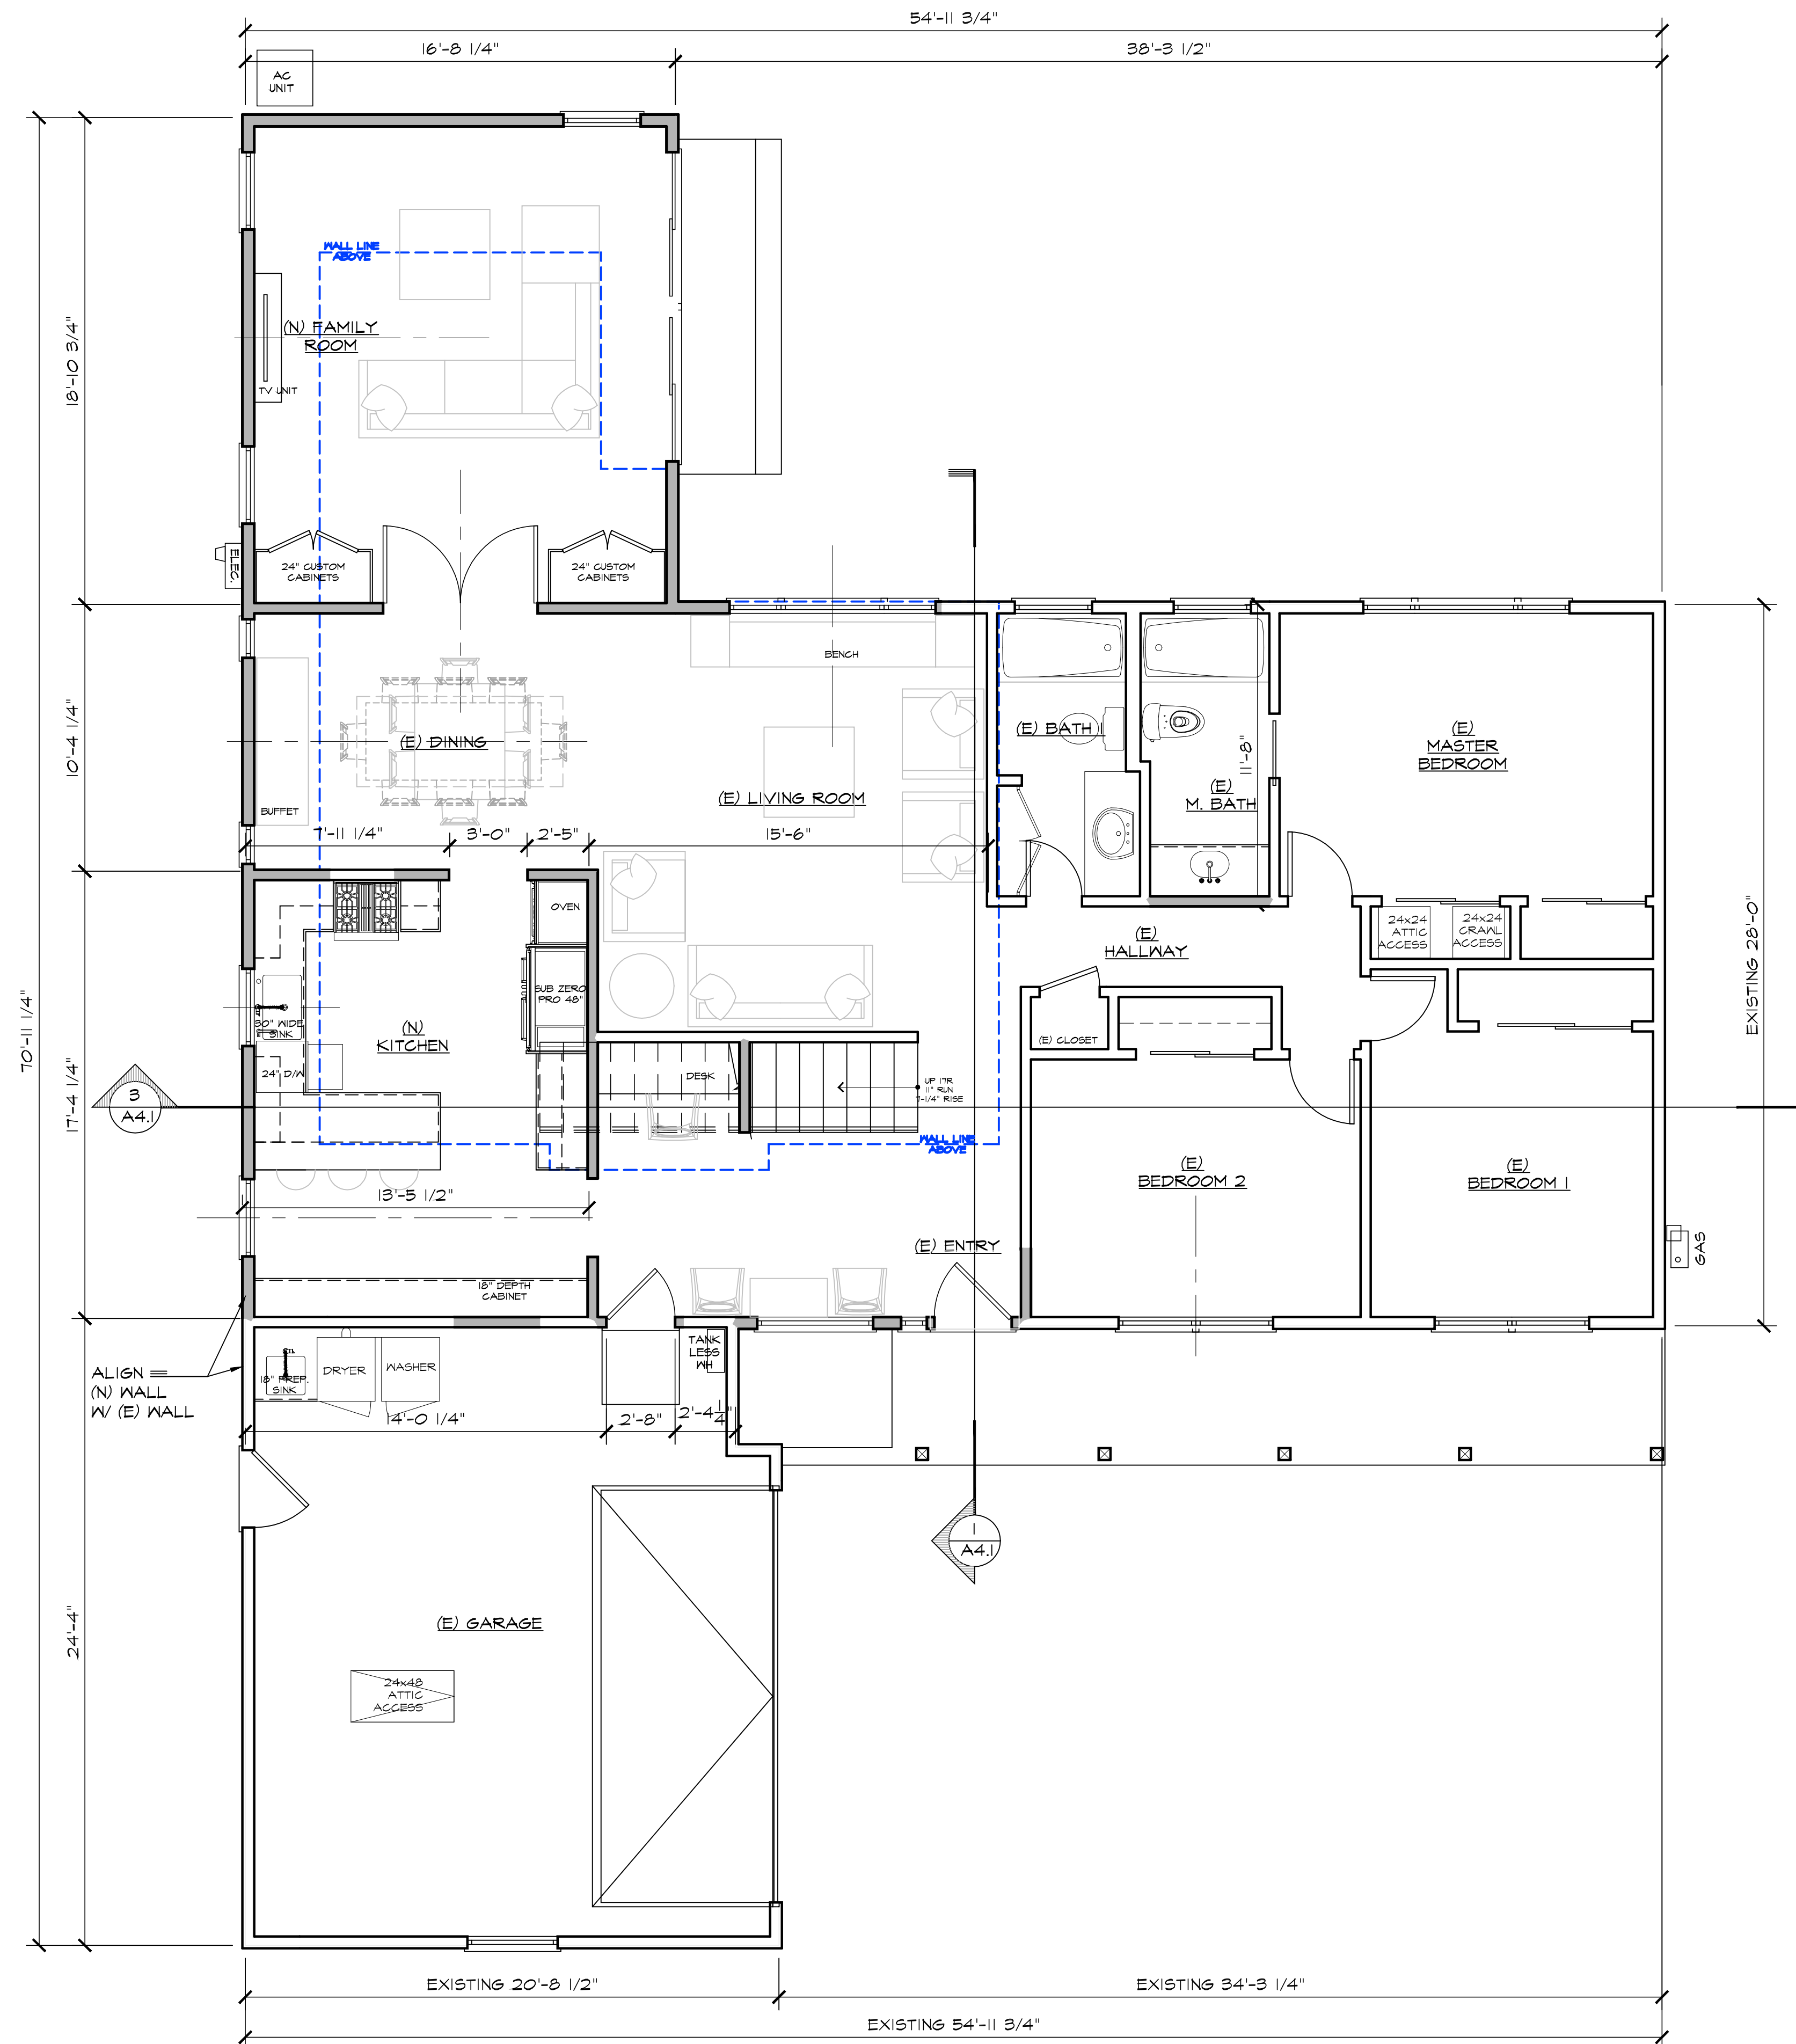 54'-11 3/4"
16'-8 1/4"
38'-3 1/2"
AC
UNIT
WALL LINE
ABOVE
18'-10 3/4"
(N) FAMILY
ROOM
TV UNIT
ELEC.
24" CUSTOM
CABINETS
24" CUSTOM
CABINETS
BENCH
10'-4 1/4"
(E) DINING
(E) BATH 1
(E)
MASTER
BEDROOM
11'-8"
(E)
M. BATH
BUFFET
(E) LIVING ROOM
7'-11 1/4"
3'-0"
2'-5"
15'-6"
OVEN
24x24
ATTIC
ACCESS
24x24
CRAWL
ACCESS
(E)
HALLWAY
EXISTING 28'-0"
SUB ZERO
PRO 48"
30" WIDE
SINK
(N)
KITCHEN
(E) CLOSET
70'-11 1/4"
24" D/W
DESK
UP 17R
11" RUN
7-1/4" RISE
3
A4.1
17'-4 1/4"
WALL LINE
ABOVE
(E)
BEDROOM 2
(E)
BEDROOM 1
13'-5 1/2"
(E) ENTRY
GAS
18" DEPTH
CABINET
TANK
LESS
WH
ALIGN
(N) WALL
W/ (E) WALL
18" PREP.
SINK
DRYER
WASHER
14'-0 1/4"
2'-8"
2'-4 1/4"
1
A4.1
24'-4"
(E) GARAGE
24x48
ATTIC
ACCESS
EXISTING 20'-8 1/2"
EXISTING 34'-3 1/4"
EXISTING 54'-11 3/4"